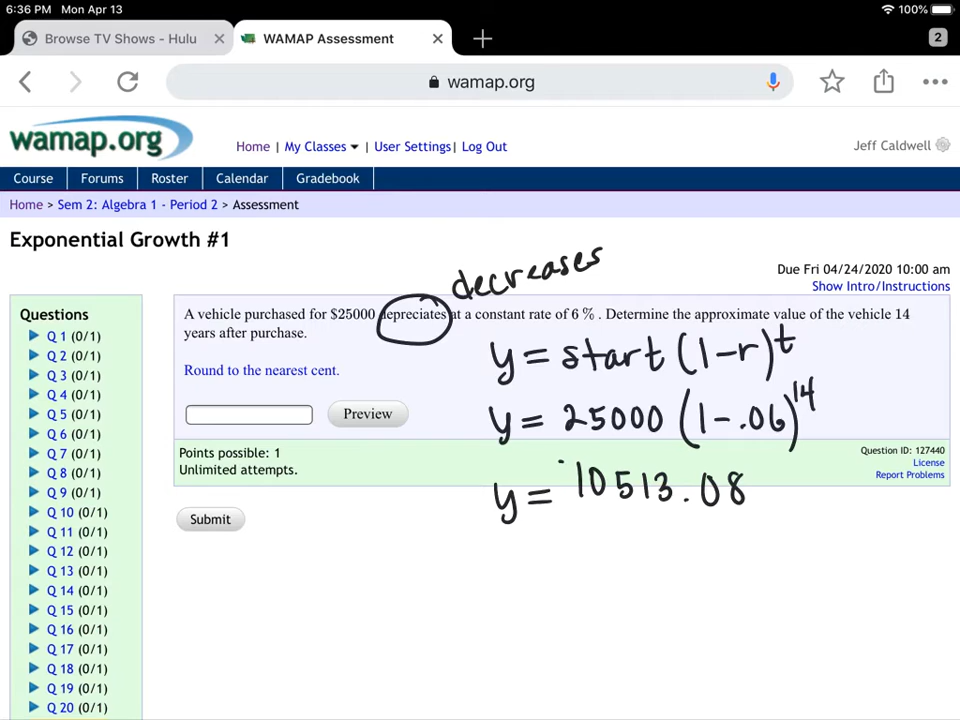 6:36 PM Mon Apr 13
100%
Browse TV Shows - Hulu
WAMAP Assessment
2
wamap.org
wamap.org
Home | My Classes | User Settings | Log Out
Jeff Caldwell
Course Forums Roster Calendar Gradebook
Home > Sem 2: Algebra 1 - Period 2 > Assessment
Exponential Growth #1
Due Fri 04/24/2020 10:00 am
Show Intro/Instructions
Questions
Q 1 (0/1)
Q 2 (0/1)
Q 3 (0/1)
Q 4 (0/1)
Q 5 (0/1)
Q 6 (0/1)
Q 7 (0/1)
Q 8 (0/1)
Q 9 (0/1)
Q 10 (0/1)
Q 11 (0/1)
Q 12 (0/1)
Q 13 (0/1)
Q 14 (0/1)
Q 15 (0/1)
Q 16 (0/1)
Q 17 (0/1)
Q 18 (0/1)
Q 19 (0/1)
Q 20 (0/1)
decreases
A vehicle purchased for $25000 depreciates at a constant rate of 6 % . Determine the approximate value of the vehicle 14
years after purchase.
Round to the nearest cent.
Preview
y = start (1-r)^t
y = 25000 (1-.06)^14
y = 10513.08
Points possible: 1
Unlimited attempts.
Question ID: 127440
License
Report Problems
Submit